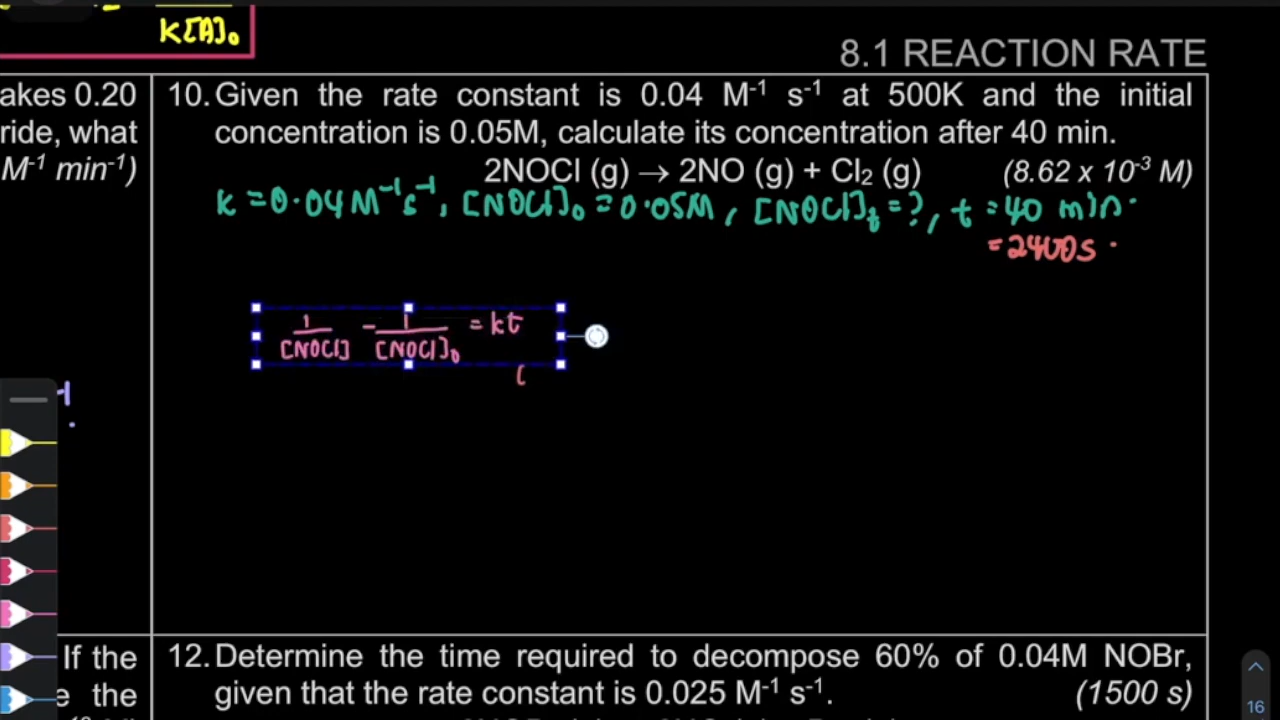 K[A]₀
8.1 REACTION RATE
akes 0.20
ride, what
M⁻¹ min⁻¹)
10. Given the rate constant is 0.04 M⁻¹ s⁻¹ at 500K and the initial
concentration is 0.05M, calculate its concentration after 40 min.
2NOCl (g) → 2NO (g) + Cl₂ (g) (8.62 x 10⁻³ M)
k = 0.04 M⁻¹ s⁻¹, [NOCl]₀ = 0.05M, [NOCl]ₜ = ?, t = 40 min.
= 2400s
1/[NOCl] - 1/[NOCl]₀ = kt
If the
e the
12. Determine the time required to decompose 60% of 0.04M NOBr,
given that the rate constant is 0.025 M⁻¹ s⁻¹. (1500 s)
16